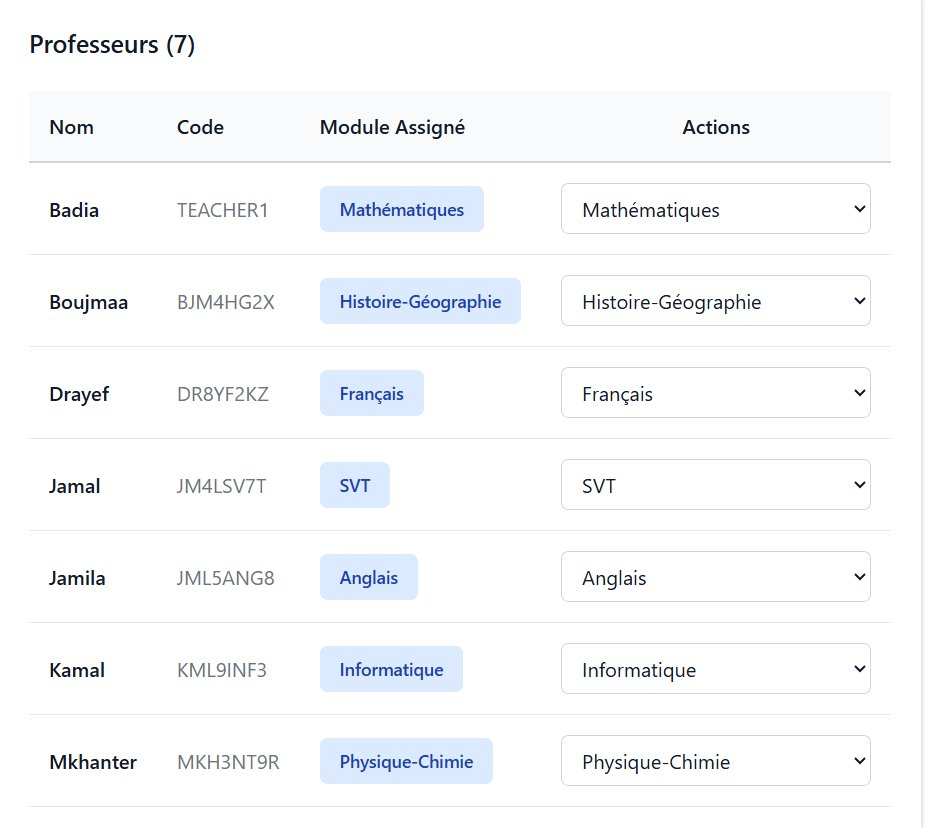 Professeurs (7)
Nom Code Module Assigné Actions
Badia TEACHER1 Mathématiques Mathématiques
Boujmaa BJM4HG2X Histoire-Géographie Histoire-Géographie
Drayef DR8YF2KZ Français Français
Jamal JM4LSV7T SVT SVT
Jamila JML5ANG8 Anglais Anglais
Kamal KML9INF3 Informatique Informatique
Mkhanter MKH3NT9R Physique-Chimie Physique-Chimie